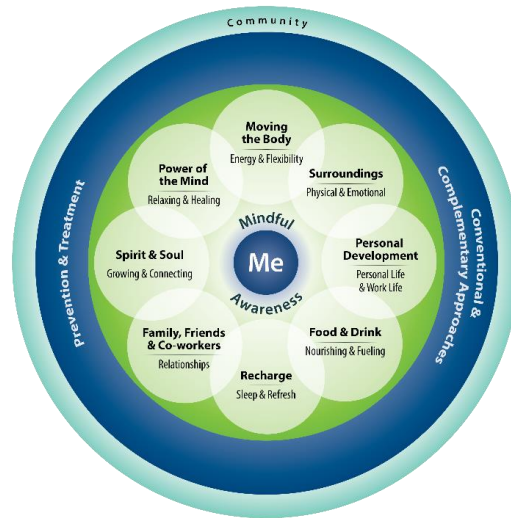 Community
Prevention & Treatment
Conventional &
Complementary Approaches
Moving
the Body
Energy & Flexibility
Surroundings
Physical & Emotional
Personal
Development
Personal Life
& Work Life
Food & Drink
Nourishing & Fueling
Recharge
Sleep & Refresh
Family, Friends
& Co-workers
Relationships
Spirit & Soul
Growing & Connecting
Power of
the Mind
Relaxing & Healing
Mindful
Me
Awareness